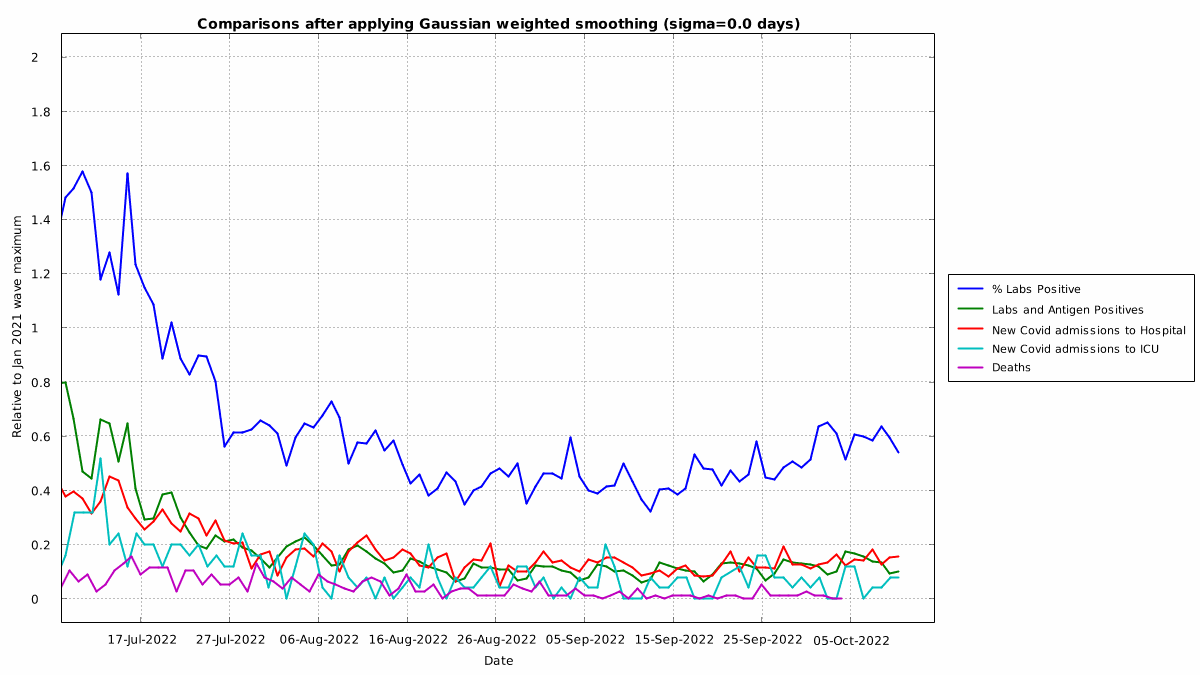 Comparisons after applying Gaussian weighted smoothing (sigma=0.0 days)
Relative to Jan 2021 wave maximum
2
1.8
1.6
1.4
1.2
1
0.8
0.6
0.4
0.2
0
17-Jul-2022 27-Jul-2022 06-Aug-2022 16-Aug-2022 26-Aug-2022 05-Sep-2022 15-Sep-2022 25-Sep-2022 05-Oct-2022
Date
% Labs Positive
Labs and Antigen Positives
New Covid admissions to Hospital
New Covid admissions to ICU
Deaths